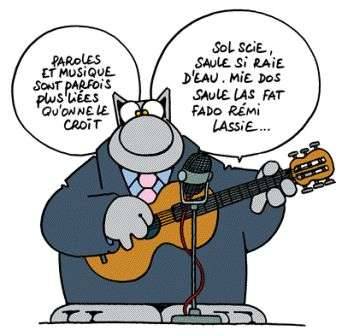 PAROLES
ET MUSIQUE
SONT PARFOIS
PLUS LIÉES
QU'ON NE LE
CROIT
SOL SCIE,
SAULE SI RAIE
D'EAU. MIE DOS
SAULE LAS FAT
FADO RÉMI
LASSIE...